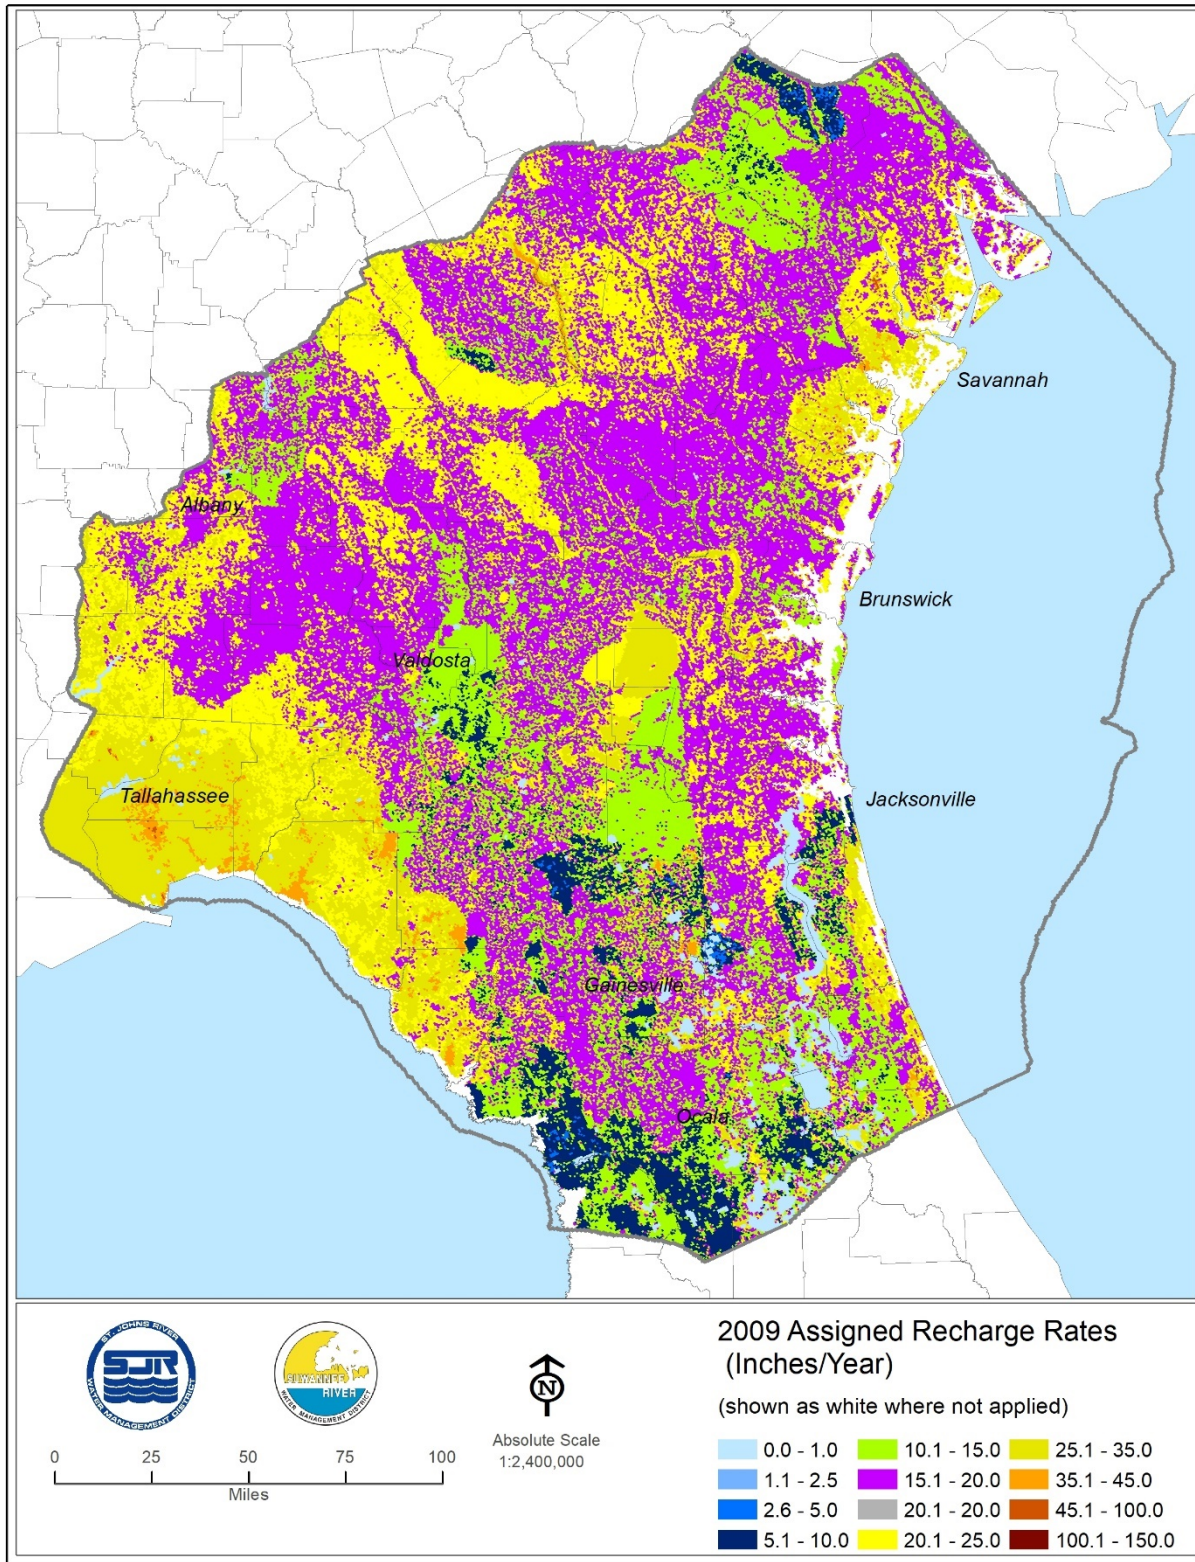 Savannah
Albany
Brunswick
Valdosta
Tallahassee
Jacksonville
Gainesville
Ocala
ST. JOHNS RIVER
SJR
WATER MANAGEMENT DISTRICT
SUWANNEE
RIVER
WATER MANAGEMENT DISTRICT
N
Absolute Scale
1:2,400,000
0 25 50 75 100
Miles
2009 Assigned Recharge Rates
(Inches/Year)
(shown as white where not applied)
0.0 - 1.0 10.1 - 15.0 25.1 - 35.0
1.1 - 2.5 15.1 - 20.0 35.1 - 45.0
2.6 - 5.0 20.1 - 20.0 45.1 - 100.0
5.1 - 10.0 20.1 - 25.0 100.1 - 150.0